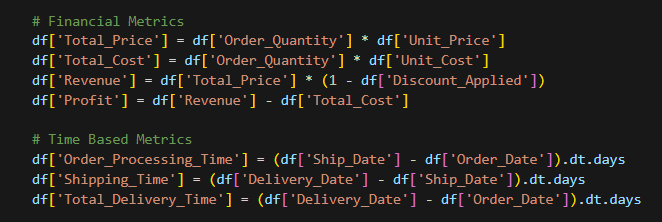 # Financial Metrics
df['Total_Price'] = df['Order_Quantity'] * df['Unit_Price']
df['Total_Cost'] = df['Order_Quantity'] * df['Unit_Cost']
df['Revenue'] = df['Total_Price'] * (1 - df['Discount_Applied'])
df['Profit'] = df['Revenue'] - df['Total_Cost']
# Time Based Metrics
df['Order_Processing_Time'] = (df['Ship_Date'] - df['Order_Date']).dt.days
df['Shipping_Time'] = (df['Delivery_Date'] - df['Ship_Date']).dt.days
df['Total_Delivery_Time'] = (df['Delivery_Date'] - df['Order_Date']).dt.days